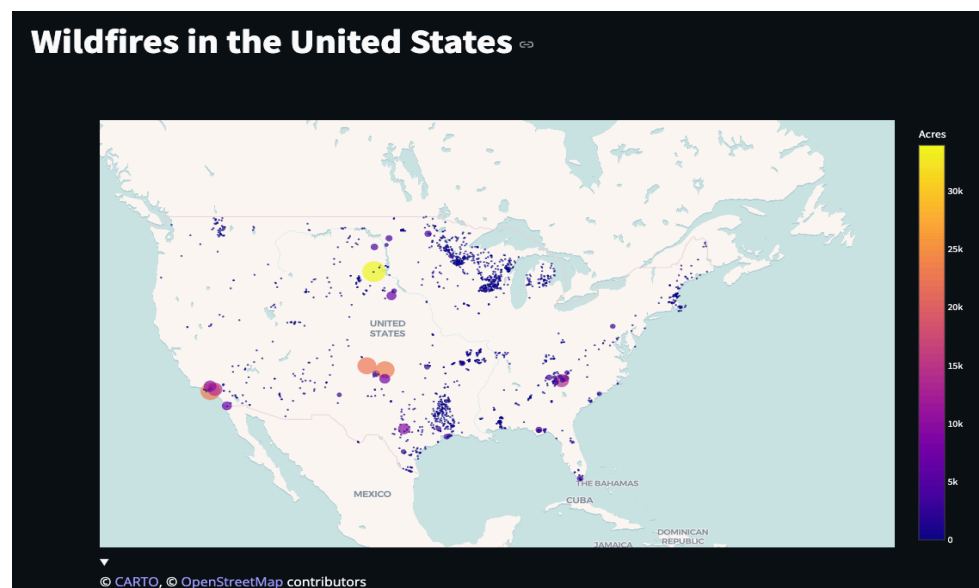 Wildfires in the United States
Acres
30k
25k
20k
15k
10k
5k
0
UNITED
STATES
MEXICO
THE BAHAMAS
CUBA
DOMINICAN
REPUBLIC
JAMAICA
© CARTO, © OpenStreetMap contributors